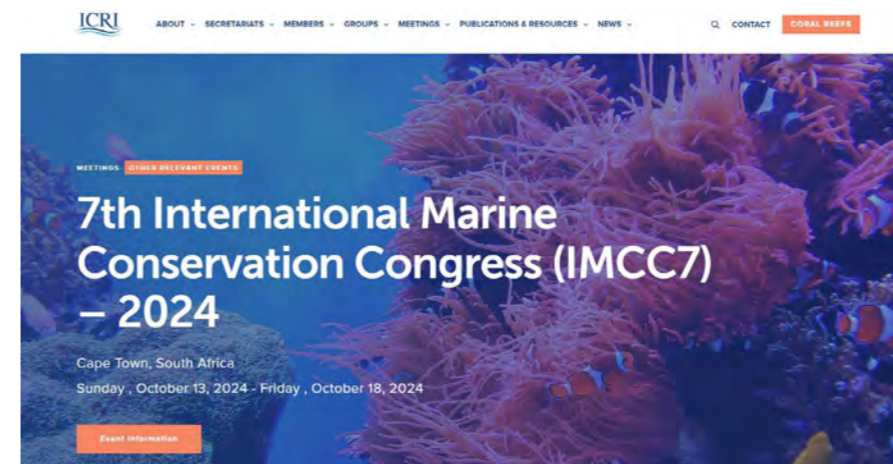 ICRI
ABOUT SECRETARIATS MEMBERS GROUPS MEETINGS PUBLICATIONS & RESOURCES NEWS CONTACT CORAL REEFS
MEETINGS OTHER RELEVANT EVENTS
7th International Marine
Conservation Congress (IMCC7)
– 2024
Cape Town, South Africa
Sunday , October 13, 2024 - Friday , October 18, 2024
Event Information